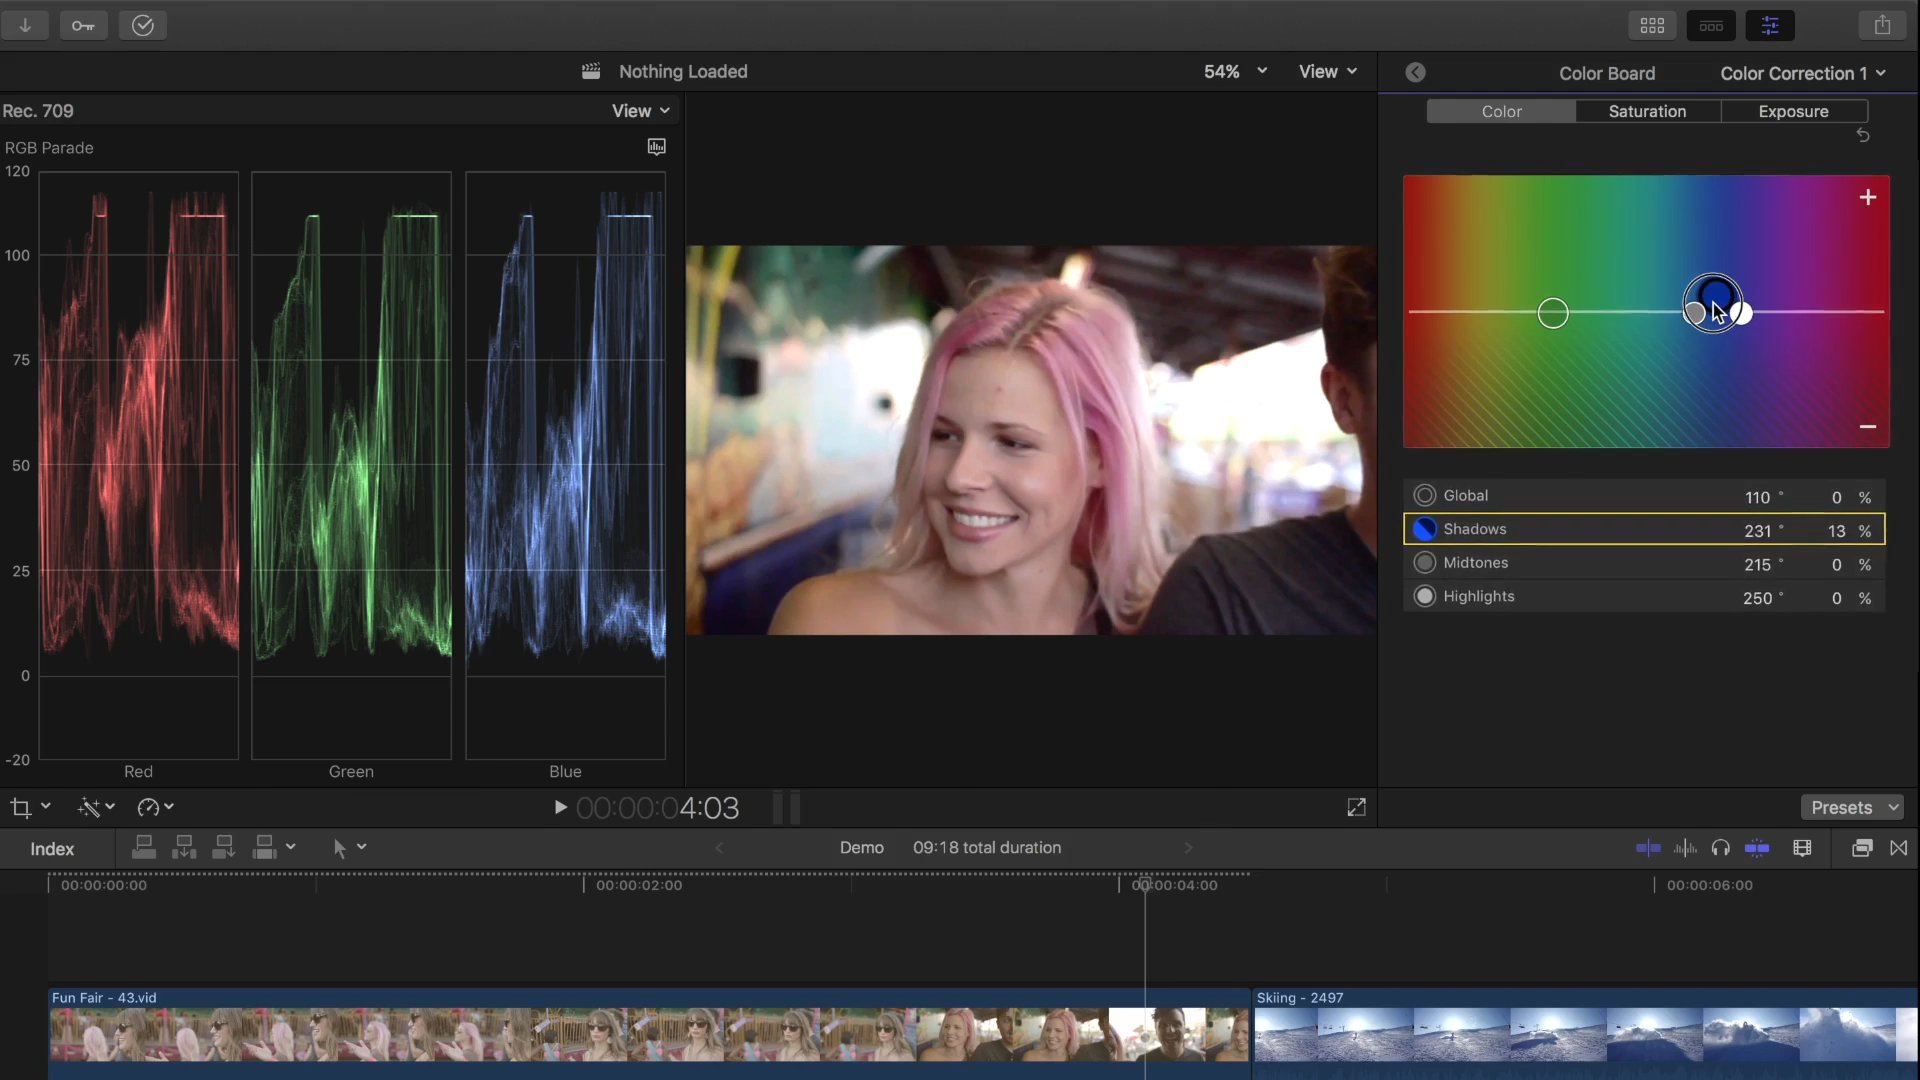 Nothing Loaded
54%
View
Color Board
Color Correction 1
Rec. 709
View
Color
Saturation
Exposure
RGB Parade
120
100
75
50
25
0
-20
Red
Green
Blue
Global 110 ° 0 %
Shadows 231 ° 13 %
Midtones 215 ° 0 %
Highlights 250 ° 0 %
00:00:04:03
Presets
Index
Demo
09:18 total duration
00:00:00:00
00:00:02:00
00:00:04:00
00:00:06:00
Fun Fair - 43.vid
Skiing - 2497